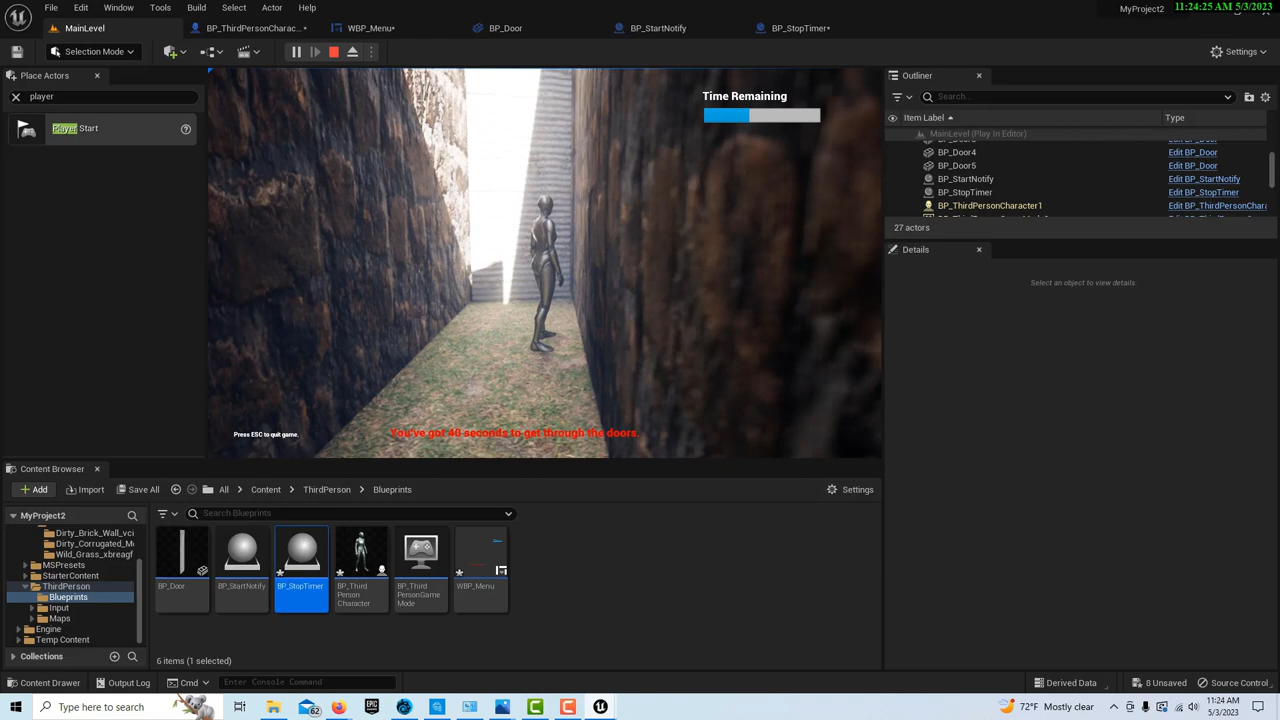 File Edit Window Tools Build Select Actor Help
MyProject2
11:24:25 AM 5/3/2023
MainLevel
BP_ThirdPersonCharac…•
WBP_Menu•
BP_Door
BP_StartNotify
BP_StopTimer•
Selection Mode
Settings
Place Actors
player
Player Start
Time Remaining
Press ESC to quit game.
You've got 40 seconds to get through the doors.
Outliner
Search...
Item Label
Type
MainLevel (Play In Editor)
Edit BP_Door
BP_Door4 Edit BP_Door
BP_Door5 Edit BP_Door
BP_StartNotify Edit BP_StartNotify
BP_StopTimer Edit BP_StopTimer
BP_ThirdPersonCharacter1 Edit BP_ThirdPersonChara
27 actors
Details
Select an object to view details.
Content Browser
Add Import Save All All Content ThirdPerson Blueprints Settings
MyProject2
Search Blueprints
Dirty_Brick_Wall_vci
Dirty_Corrugated_Me
Wild_Grass_xbreagf
MSPresets
StarterContent
ThirdPerson
Blueprints
Input
Maps
Engine
Temp Content
Collections
BP_Door
BP_StartNotify
BP_StopTimer
BP_Third
Person
Character
BP_Third
PersonGame
Mode
WBP_Menu
6 items (1 selected)
Content Drawer Output Log Cmd Enter Console Command Derived Data 8 Unsaved Source Control
Type here to search
62
EPIC
GAMES
72°F Mostly clear
11:24 AM
5/3/2023